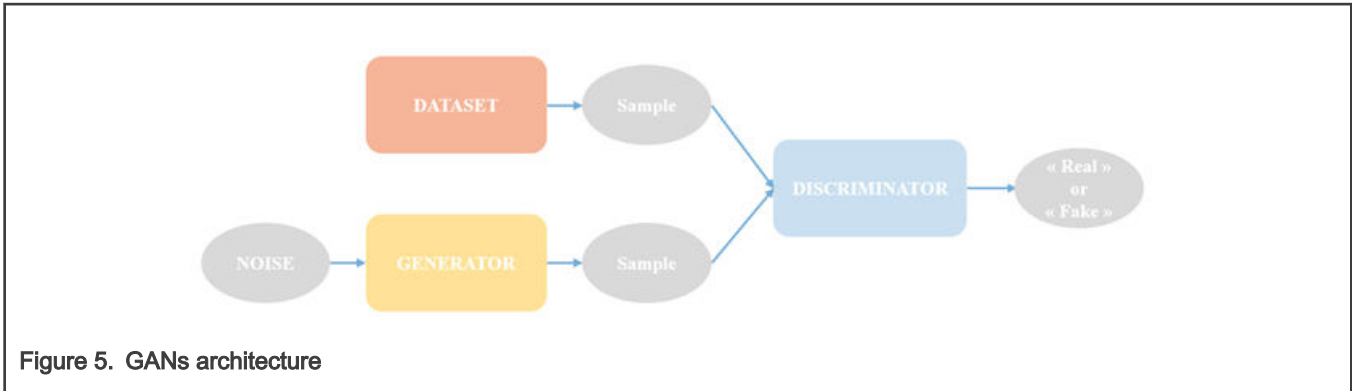 DATASET
Sample
DISCRIMINATOR
« Real »
or
« Fake »
NOISE
GENERATOR
Sample
Figure 5. GANs architecture